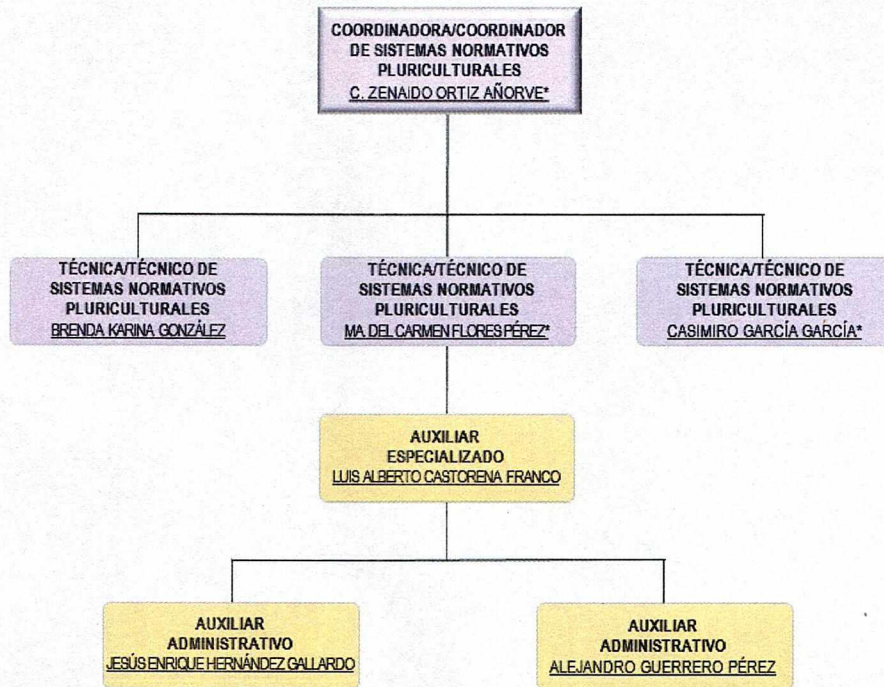 COORDINADORA/COORDINADOR
DE SISTEMAS NORMATIVOS
PLURICULTURALES
C. ZENAIDO ORTIZ AÑORVE*
TÉCNICA/TÉCNICO DE
SISTEMAS NORMATIVOS
PLURICULTURALES
BRENDA KARINA GONZÁLEZ
TÉCNICA/TÉCNICO DE
SISTEMAS NORMATIVOS
PLURICULTURALES
MA. DEL CARMEN FLORES PÉREZ*
TÉCNICA/TÉCNICO DE
SISTEMAS NORMATIVOS
PLURICULTURALES
CASIMIRO GARCÍA GARCÍA*
AUXILIAR
ESPECIALIZADO
LUIS ALBERTO CASTORENA FRANCO
AUXILIAR
ADMINISTRATIVO
JESÚS ENRIQUE HERNÁNDEZ GALLARDO
AUXILIAR
ADMINISTRATIVO
ALEJANDRO GUERRERO PÉREZ